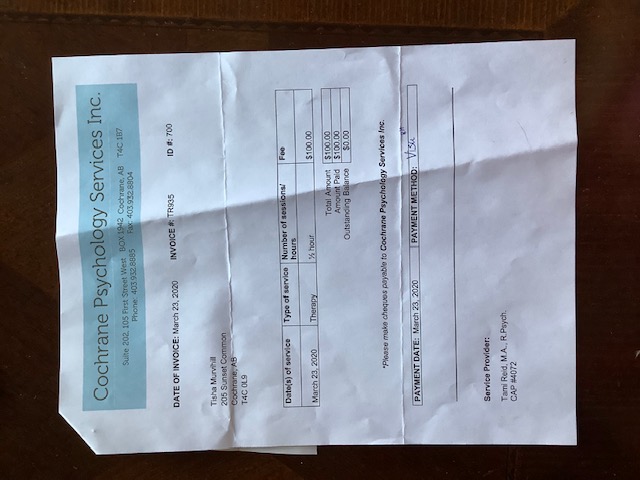 Cochrane Psychology Services Inc.
Suite 202, 105 First Street West BOX 1942 Cochrane, AB T4C 1B7
Phone: 403.932.8885 Fax: 403.932.8804
DATE OF INVOICE: March 23, 2020 INVOICE #: TR935 ID #: 700
Tisha Murvihill
205 Sunset Common
Cochrane, AB
T4C 0L9
Date(s) of service Type of service Number of sessions/ hours Fee
March 23, 2020 Therapy ½ hour $100.00
Total Amount $100.00
Amount Paid $100.00
Outstanding Balance $0.00
*Please make cheques payable to Cochrane Psychology Services Inc.
PAYMENT DATE: March 23, 2020 PAYMENT METHOD: Visa
Service Provider:
Tami Reid, M.A., R.Psych.
CAP #4072